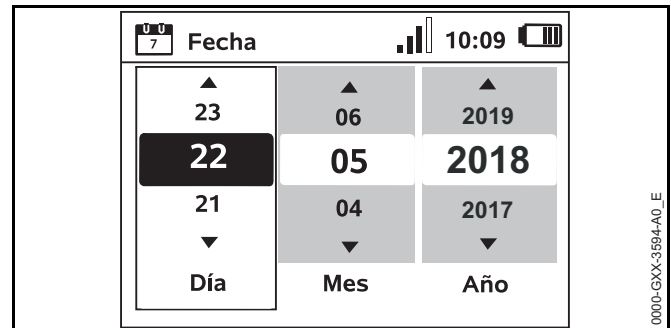 7 Fecha 10:09
23 06 2019
22 05 2018
21 04 2017
Día Mes Año
0000-GXX-3594-A0_E